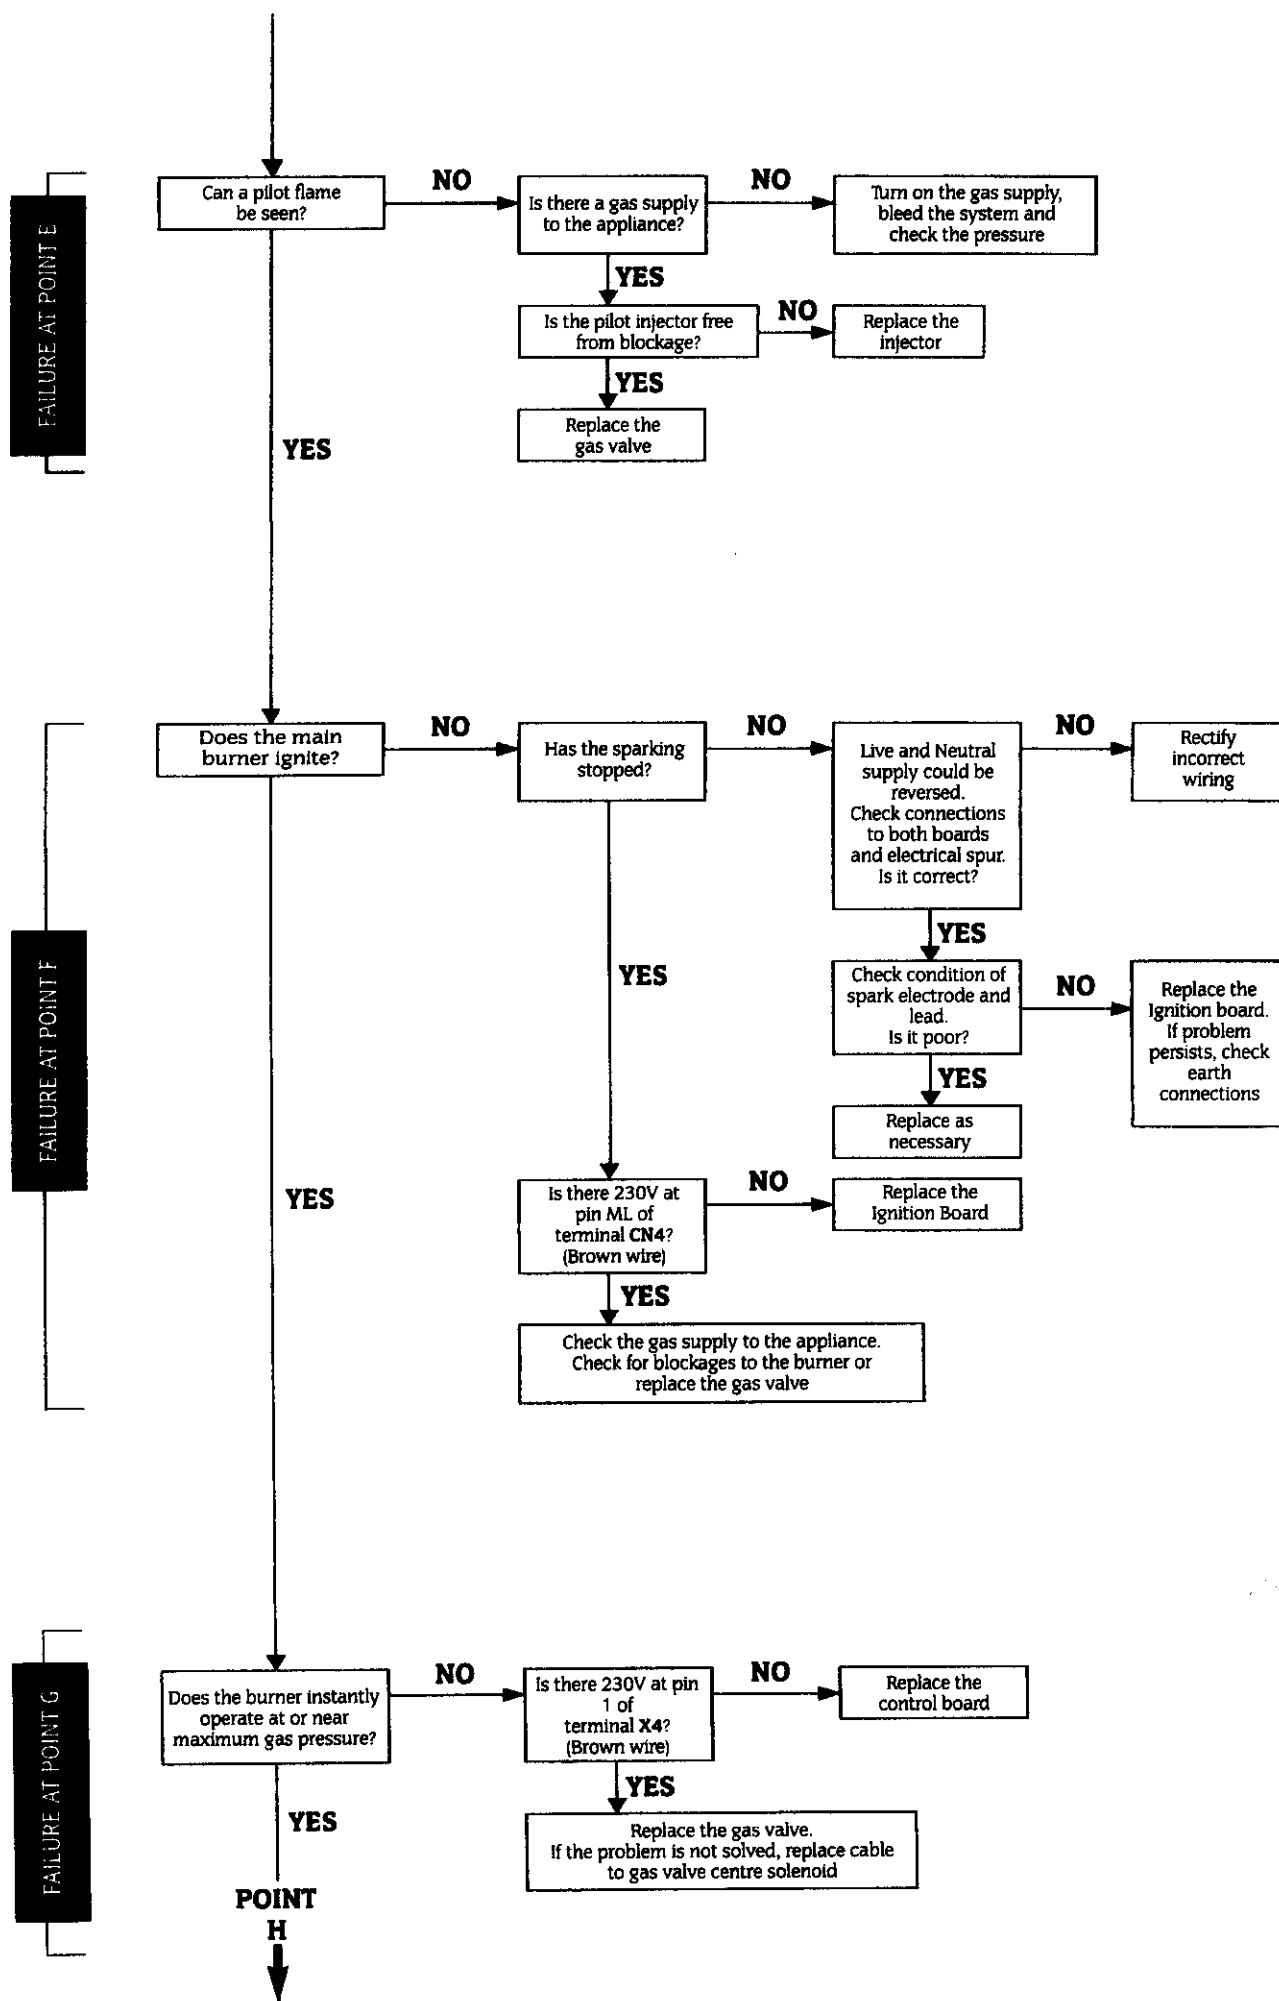 FAILURE AT POINT E
Can a pilot flame
be seen?
NO
Is there a gas supply
to the appliance?
NO
Turn on the gas supply,
bleed the system and
check the pressure
YES
Is the pilot injector free
from blockage?
NO
Replace the
injector
YES
Replace the
gas valve
YES
FAILURE AT POINT F
Does the main
burner ignite?
NO
Has the sparking
stopped?
NO
Live and Neutral
supply could be
reversed.
Check connections
to both boards
and electrical spur.
Is it correct?
NO
Rectify
incorrect
wiring
YES
Check condition of
spark electrode and
lead.
Is it poor?
NO
Replace the
Ignition board.
If problem
persists, check
earth
connections
YES
Replace as
necessary
YES
Is there 230V at
pin ML of
terminal CN4?
(Brown wire)
NO
Replace the
Ignition Board
YES
Check the gas supply to the appliance.
Check for blockages to the burner or
replace the gas valve
YES
FAILURE AT POINT G
Does the burner instantly
operate at or near
maximum gas pressure?
NO
Is there 230V at pin
1 of
terminal X4?
(Brown wire)
NO
Replace the
control board
YES
Replace the gas valve.
If the problem is not solved, replace cable
to gas valve centre solenoid
YES
POINT
H